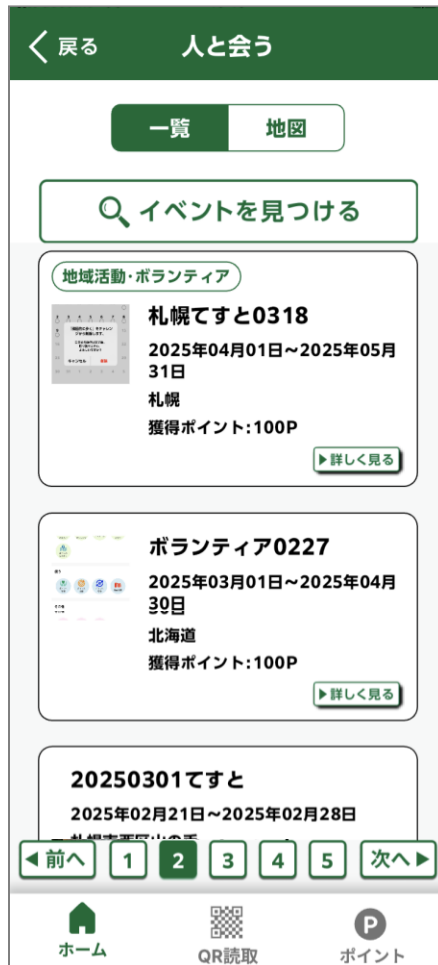 戻る
人と会う
一覧
地図
イベントを見つける
地域活動・ボランティア
札幌てすと0318
2025年04月01日～2025年05月
31日
札幌
獲得ポイント:100P
▶詳しく見る
ボランティア0227
2025年03月01日～2025年04月
30日
北海道
獲得ポイント:100P
▶詳しく見る
20250301てすと
2025年02月21日～2025年02月28日
◀前へ
1
2
3
4
5
次へ▶
ホーム
QR読取
P
ポイント